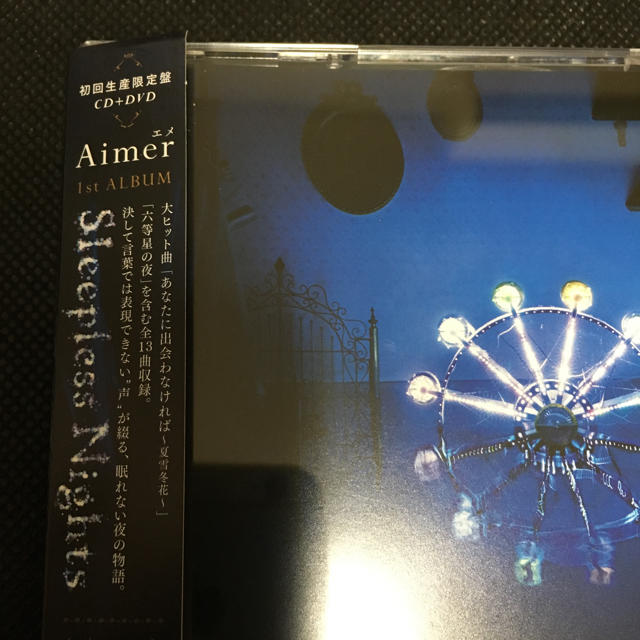 初回生産限定盤
CD+DVD
エメ
Aimer
1st ALBUM
Sleepless Nights
大ヒット曲「あなたに出会わなければ～夏雪冬花～」
「六等星の夜」を含む全13曲収録。
決して言葉では表現できない“声”が綴る、眠れない夜の物語。